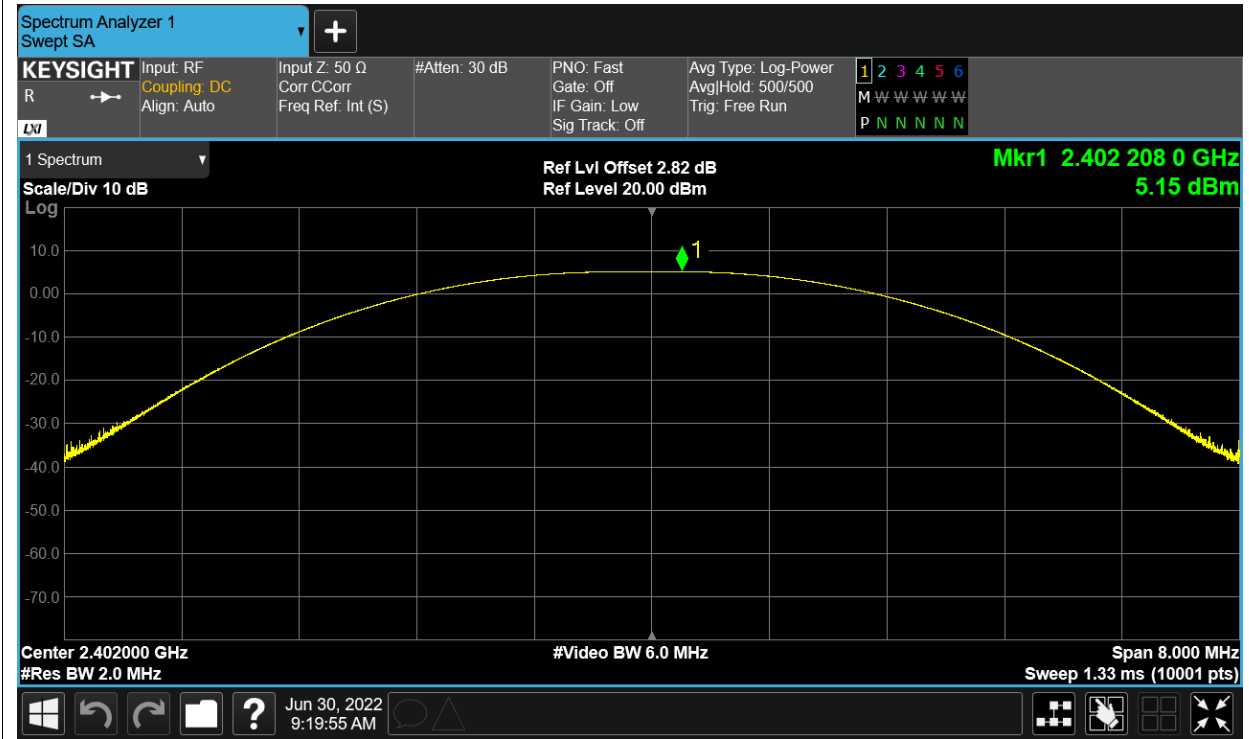 Spectrum Analyzer 1
Swept SA
KEYSIGHT
R
LXI
Input: RF
Coupling: DC
Align: Auto
Input Z: 50 Ω
Corr CCorr
Freq Ref: Int (S)
#Atten: 30 dB
PNO: Fast
Gate: Off
IF Gain: Low
Sig Track: Off
Avg Type: Log-Power
Avg|Hold: 500/500
Trig: Free Run
1 2 3 4 5 6
M W W W W W
P N N N N N
1 Spectrum
Scale/Div 10 dB
Ref Lvl Offset 2.82 dB
Ref Level 20.00 dBm
Mkr1 2.402 208 0 GHz
5.15 dBm
Log
1
10.0
0.00
-10.0
-20.0
-30.0
-40.0
-50.0
-60.0
-70.0
Center 2.402000 GHz
#Res BW 2.0 MHz
#Video BW 6.0 MHz
Span 8.000 MHz
Sweep 1.33 ms (10001 pts)
?
Jun 30, 2022
9:19:55 AM